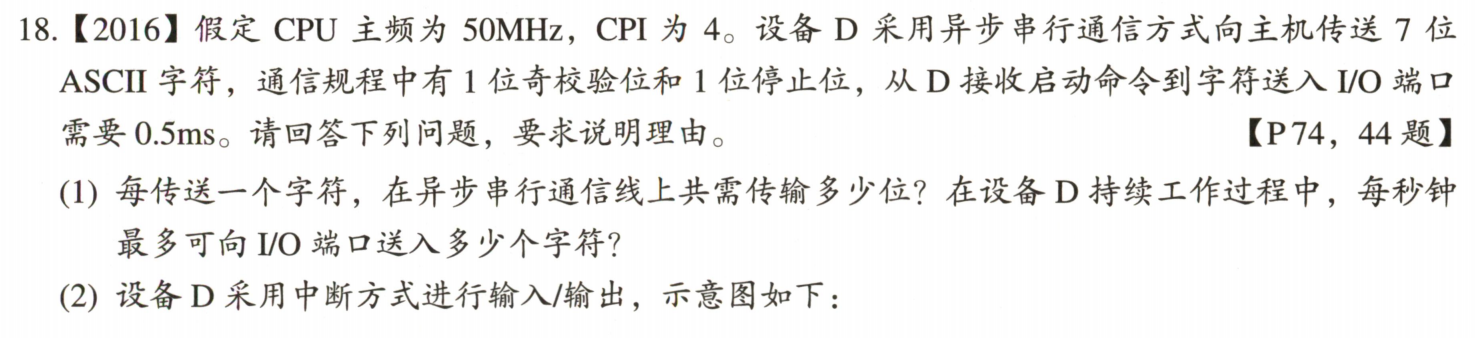 18.【2016】假定 CPU 主频为 50MHz，CPI 为 4。设备 D 采用异步串行通信方式向主机传送 7 位
ASCII 字符，通信规程中有 1 位奇校验位和 1 位停止位，从 D 接收启动命令到字符送入 I/O 端口
需要 0.5ms。请回答下列问题，要求说明理由。 【P74，44 题】
(1) 每传送一个字符，在异步串行通信线上共需传输多少位？在设备 D 持续工作过程中，每秒钟
最多可向 I/O 端口送入多少个字符？
(2) 设备 D 采用中断方式进行输入/输出，示意图如下：